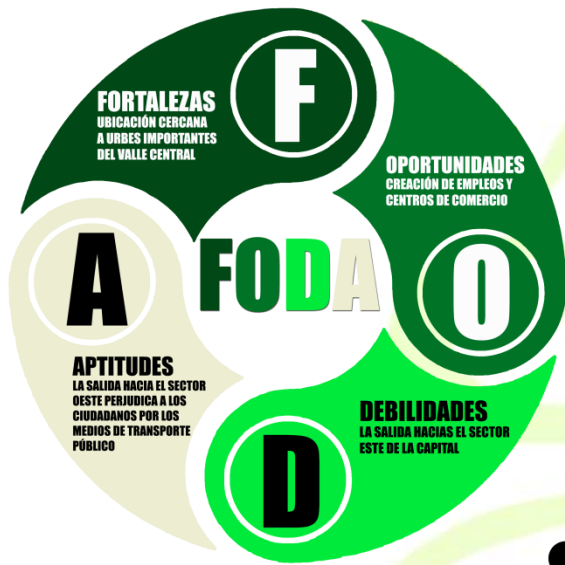 F
FORTALEZAS
UBICACIÓN CERCANA
A URBES IMPORTANTES
DEL VALLE CENTRAL
OPORTUNIDADES
CREACIÓN DE EMPLEOS Y
CENTROS DE COMERCIO
O
FODA
A
APTITUDES
LA SALIDA HACIA EL SECTOR
OESTE PERJUDICA A LOS
CIUDADANOS POR LOS
MEDIOS DE TRANSPORTE
PÚBLICO
DEBILIDADES
LA SALIDA HACIAS EL SECTOR
ESTE DE LA CAPITAL
D